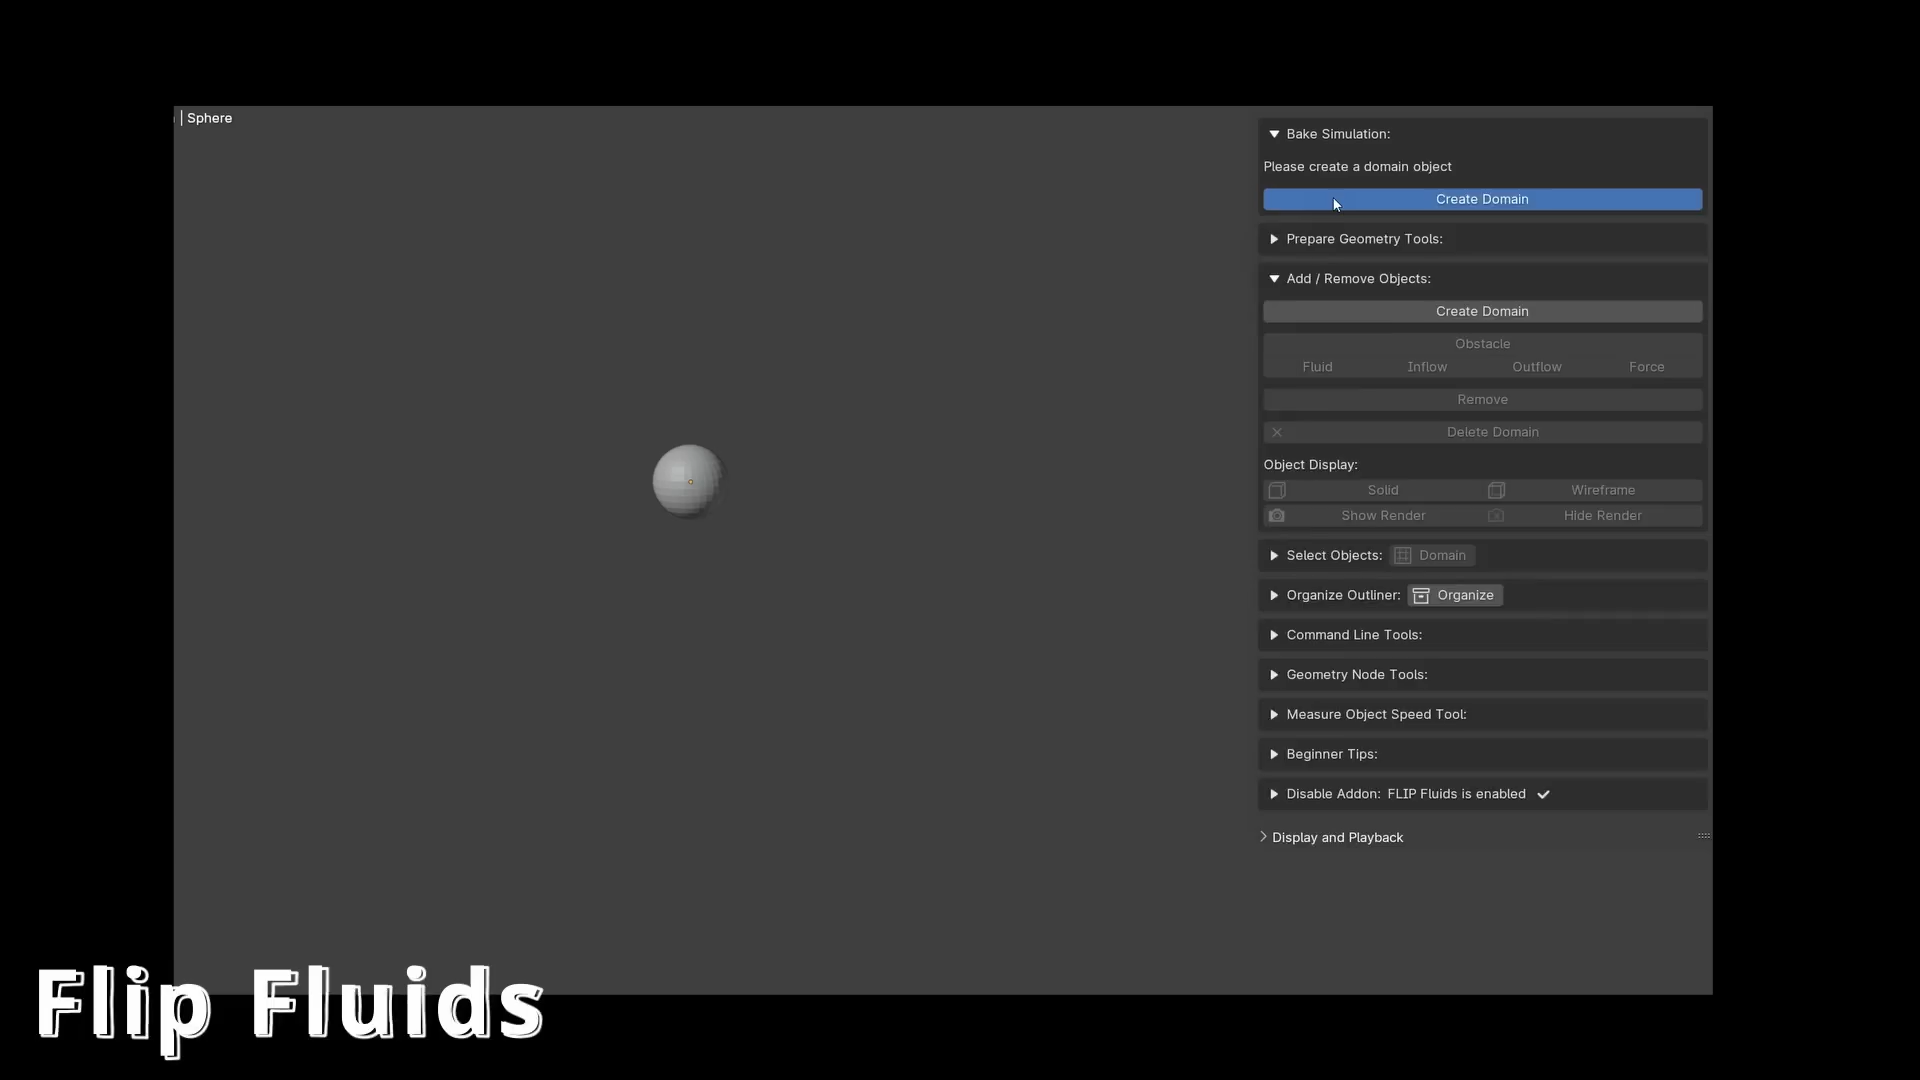 | Sphere
Bake Simulation:
Please create a domain object
Create Domain
Prepare Geometry Tools:
Add / Remove Objects:
Create Domain
Obstacle
Fluid Inflow Outflow Force
Remove
Delete Domain
Object Display:
Solid Wireframe
Show Render Hide Render
Select Objects: Domain
Organize Outliner: Organize
Command Line Tools:
Geometry Node Tools:
Measure Object Speed Tool:
Beginner Tips:
Disable Addon: FLIP Fluids is enabled
Display and Playback
Flip Fluids